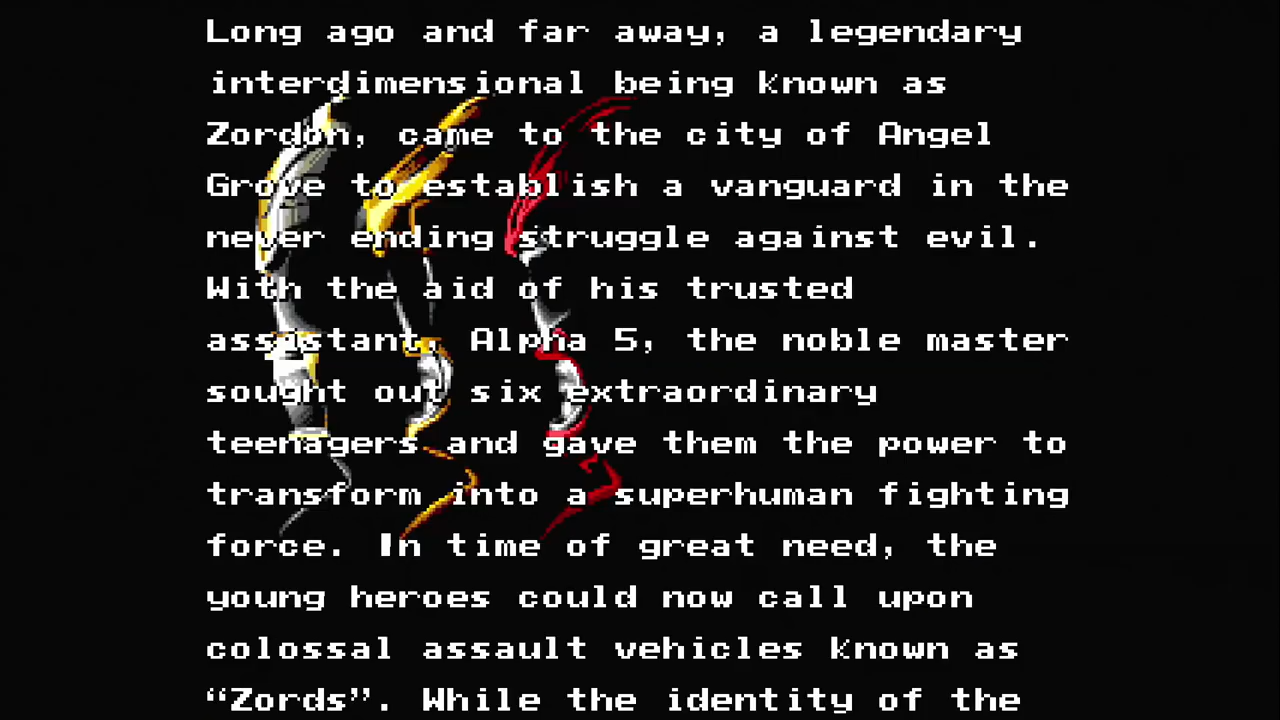 Long ago and far away, a legendary
interdimensional being known as
Zordon, came to the city of Angel
Grove to establish a vanguard in the
never ending struggle against evil.
With the aid of his trusted
assistant, Alpha 5, the noble master
sought out six extraordinary
teenagers and gave them the power to
transform into a superhuman fighting
force. In time of great need, the
young heroes could now call upon
colossal assault vehicles known as
“Zords”. While the identity of the